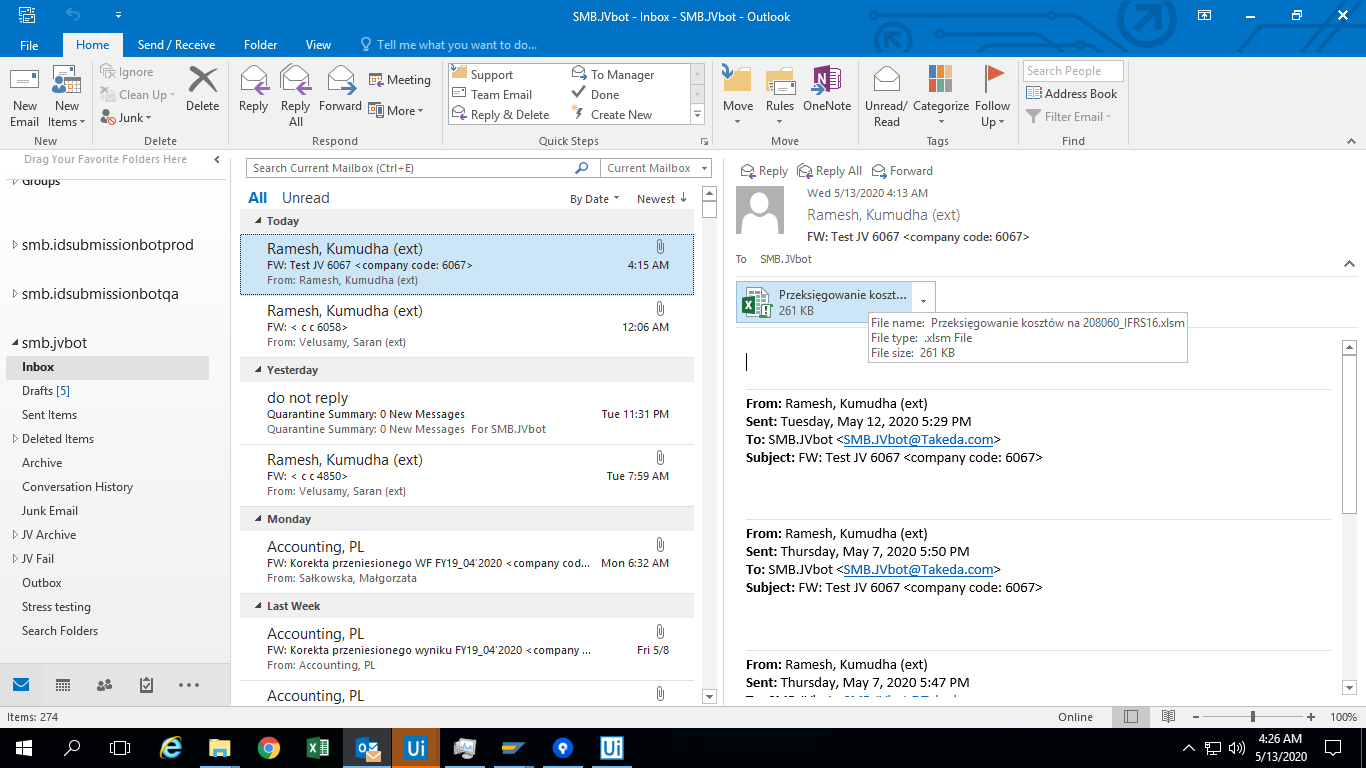 SMB.JVbot - Inbox - SMB.JVbot - Outlook
File Home Send / Receive Folder View Tell me what you want to do...
New Email
New Items
New
Ignore
Clean Up
Junk
Delete
Delete
Reply
Reply All
Forward
Meeting
More
Respond
Support
Team Email
Reply & Delete
To Manager
Done
Create New
Quick Steps
Move
Rules
OneNote
Move
Unread/ Read
Categorize
Follow Up
Tags
Search People
Address Book
Filter Email
Find
Drag Your Favorite Folders Here
Groups
smb.idsubmissionbotprod
smb.idsubmissionbotqa
smb.jvbot
Inbox
Drafts [5]
Sent Items
Deleted Items
Archive
Conversation History
Junk Email
JV Archive
JV Fail
Outbox
Stress testing
Search Folders
Search Current Mailbox (Ctrl+E) Current Mailbox
All Unread By Date Newest ↓
Today
Ramesh, Kumudha (ext)
FW: Test JV 6067 <company code: 6067> 4:15 AM
From: Ramesh, Kumudha (ext)
Ramesh, Kumudha (ext)
FW: < c c 6058> 12:06 AM
From: Velusamy, Saran (ext)
Yesterday
do not reply
Quarantine Summary: 0 New Messages Tue 11:31 PM
Quarantine Summary: 0 New Messages For SMB.JVbot
Ramesh, Kumudha (ext)
FW: < c c 4850> Tue 7:59 AM
From: Velusamy, Saran (ext)
Monday
Accounting, PL
FW: Korekta przeniesionego WF FY19_04'2020 <company cod... Mon 6:32 AM
From: Sałkowska, Małgorzata
Last Week
Accounting, PL
FW: Korekta przeniesionego wyniku FY19_04'2020 <company ... Fri 5/8
From: Accounting, PL
Accounting, PL
Reply Reply All Forward
Wed 5/13/2020 4:13 AM
Ramesh, Kumudha (ext)
FW: Test JV 6067 <company code: 6067>
To SMB.JVbot
Przeksięgowanie koszt...
261 KB
File name: Przeksięgowanie kosztów na 208060_IFRS16.xlsm
File type: .xlsm File
File size: 261 KB
From: Ramesh, Kumudha (ext)
Sent: Tuesday, May 12, 2020 5:29 PM
To: SMB.JVbot <SMB.JVbot@Takeda.com>
Subject: FW: Test JV 6067 <company code: 6067>
From: Ramesh, Kumudha (ext)
Sent: Thursday, May 7, 2020 5:50 PM
To: SMB.JVbot <SMB.JVbot@Takeda.com>
Subject: FW: Test JV 6067 <company code: 6067>
From: Ramesh, Kumudha (ext)
Sent: Thursday, May 7, 2020 5:47 PM
To: SMB.JVbot <SMB.JVbot@Takeda.com>
Items: 274 Online 100%
Ui Ui
4:26 AM
5/13/2020